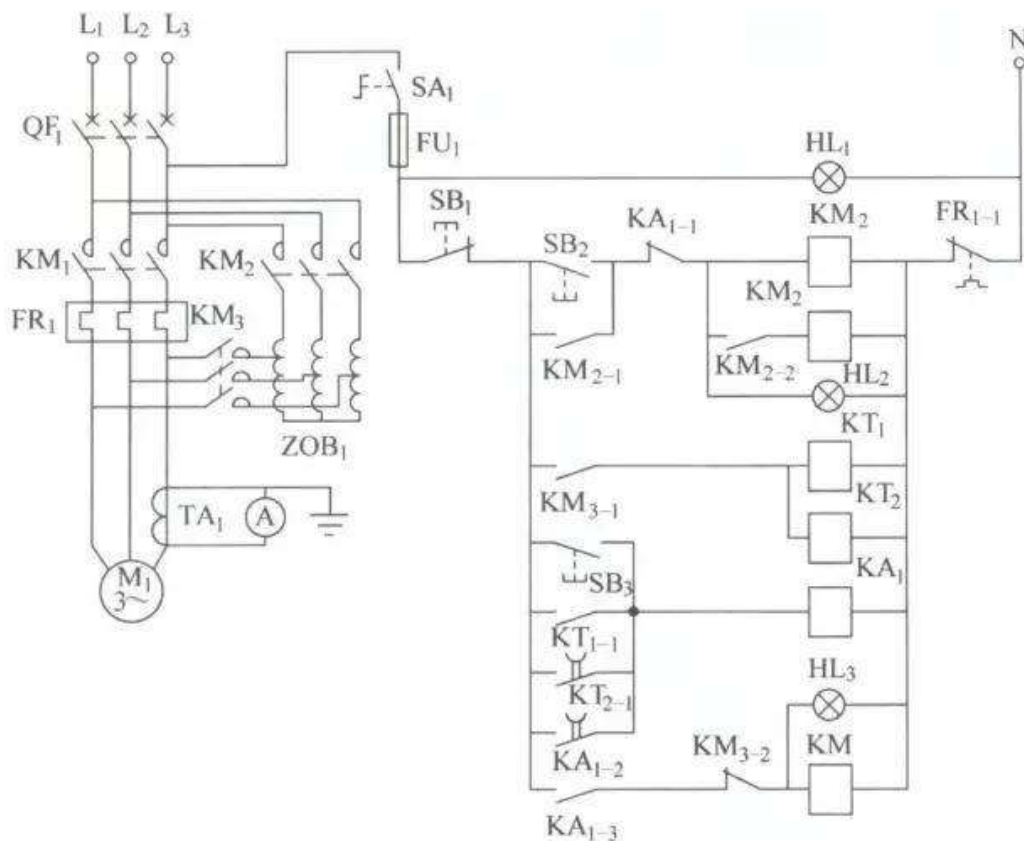 L₁ L₂ L₃
N
QF₁
SA₁
FU₁
HL₁
SB₁
SB₂
KA₁₋₁
KM₂
FR₁₋₁
KM₁
KM₂
KM₂
FR₁
KM₃
KM₂₋₁
KM₂₋₂
HL₂
ZOB₁
KT₁
KM₃₋₁
KT₂
TA₁
A
SB₃
KA₁
M₁
3~
KT₁₋₁
KT₂₋₁
HL₃
KA₁₋₂
KM₃₋₂
KM
KA₁₋₃